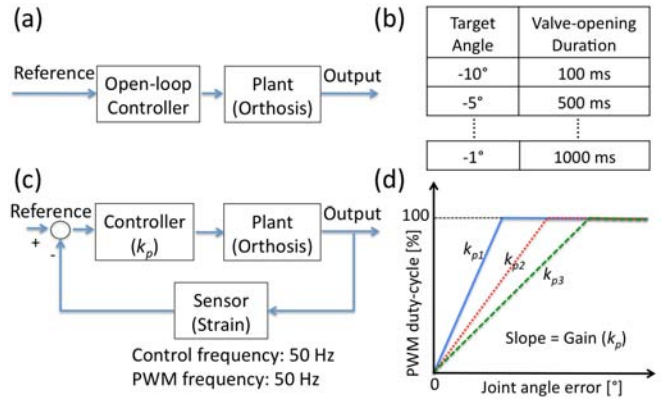 (a)
Reference
Open-loop
Controller
Plant
(Orthosis)
Output
(b)
Target
Angle
Valve-opening
Duration
-10°
100 ms
-5°
500 ms
-1°
1000 ms
(c)
Reference
+
-
Controller
(kp)
Plant
(Orthosis)
Output
Sensor
(Strain)
Control frequency: 50 Hz
PWM frequency: 50 Hz
(d)
PWM duty-cycle [%]
100
kp1
kp2
kp3
Slope = Gain (kp)
0
Joint angle error [°]